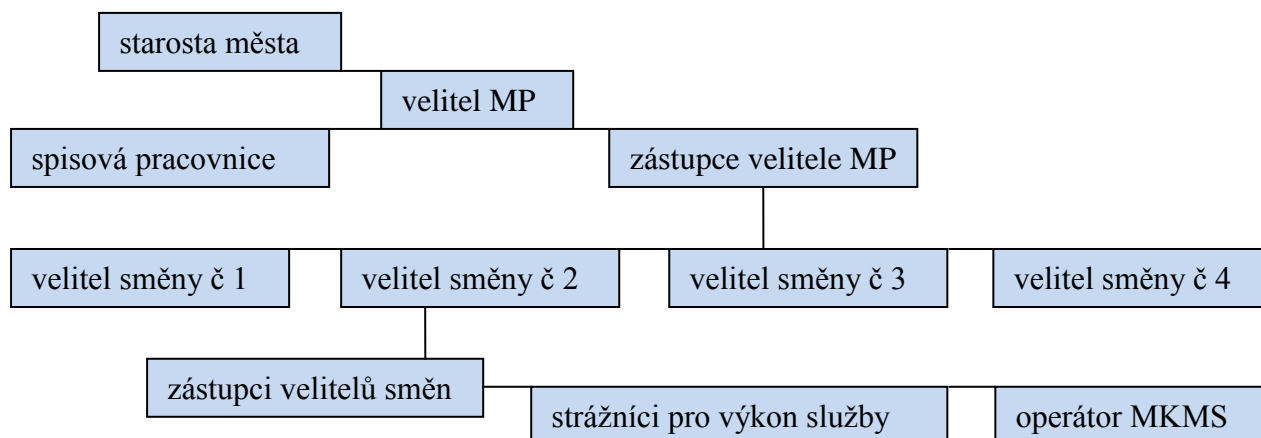 starosta města
velitel MP
spisová pracovnice
zástupce velitele MP
velitel směny č 1
velitel směny č 2
velitel směny č 3
velitel směny č 4
zástupci velitelů směn
strážníci pro výkon služby
operátor MKMS